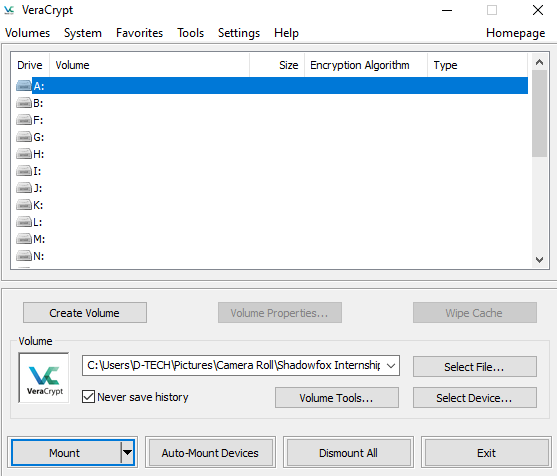 VeraCrypt
Volumes System Favorites Tools Settings Help Homepage
Drive Volume Size Encryption Algorithm Type
A:
B:
F:
G:
H:
I:
J:
K:
L:
M:
N:
Create Volume Volume Properties... Wipe Cache
Volume
C:\Users\D-TECH\Pictures\Camera Roll\Shadowfox Internship Select File...
VeraCrypt
Never save history Volume Tools... Select Device...
Mount Auto-Mount Devices Dismount All Exit